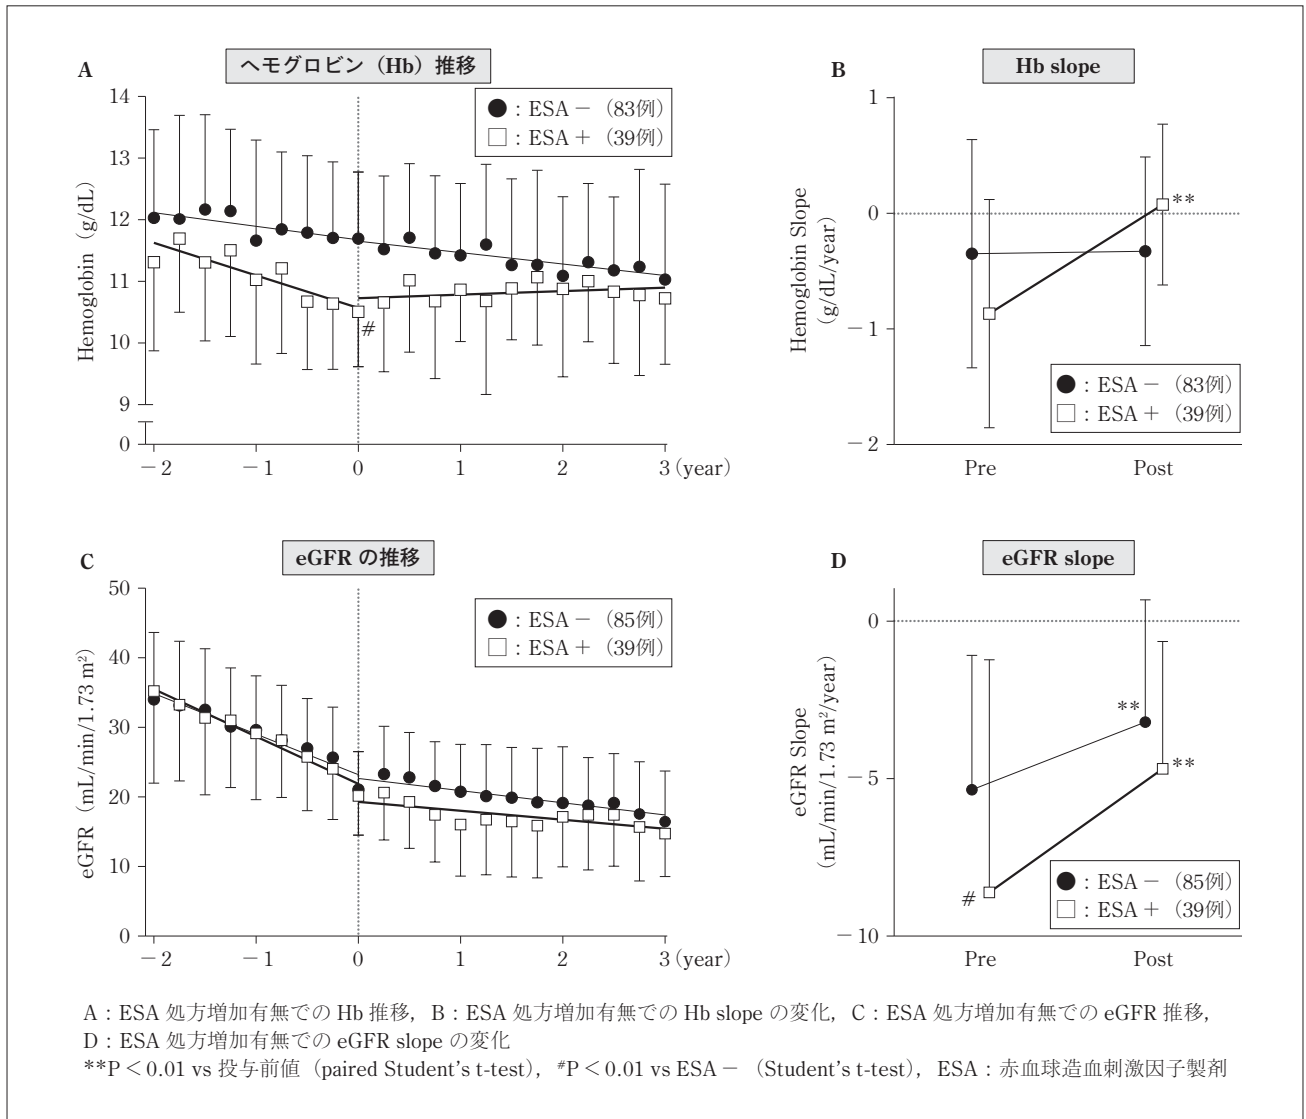 A
ヘモグロビン（Hb）推移
Hemoglobin（g/dL）
14
13
12
11
10
9
0
－2
－1
0
1
2
3（year）
●：ESA－（83例）
□：ESA＋（39例）
#
B
Hb slope
Hemoglobin Slope
（g/dL/year）
1
0
－1
－2
Pre
Post
**
●：ESA－（83例）
□：ESA＋（39例）
C
eGFR の推移
eGFR（mL/min/1.73 m²）
50
40
30
20
10
0
－2
－1
0
1
2
3（year）
●：ESA－（85例）
□：ESA＋（39例）
D
eGFR slope
eGFR Slope
（mL/min/1.73 m²/year）
0
－5
－10
Pre
Post
**
**
#
●：ESA－（85例）
□：ESA＋（39例）
A：ESA 処方増加有無での Hb 推移，B：ESA 処方増加有無での Hb slope の変化，C：ESA 処方増加有無での eGFR 推移，
D：ESA 処方増加有無での eGFR slope の変化
**P＜0.01 vs 投与前値（paired Student's t-test），#P＜0.01 vs ESA－（Student's t-test），ESA：赤血球造血刺激因子製剤